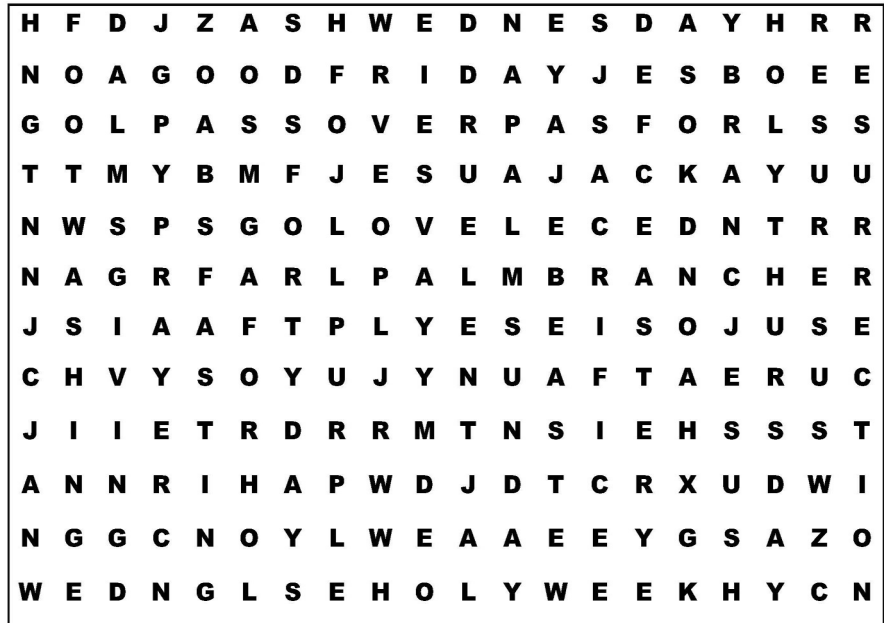 H F D J Z A S H W E D N E S D A Y H R R
N O A G O O D F R I D A Y J E S B O E E
G O L P A S S O V E R P A S F O R L S S
T T M Y B M F J E S U A J A C K A Y U U
N W S P S G O L O V E L E C E D N T R R
N A G R F A R L P A L M B R A N C H E R
J S I A A F T P L Y E S E I S O J U S E
C H V Y S O Y U J Y N U A F T A E R U C
J I I E T R D R R M T N S I E H S S S T
A N N R I H A P W D J D T C R X U D W I
N G G C N O Y L W E A A E E Y G S A Z O
W E D N G L S E H O L Y W E E K H Y C N